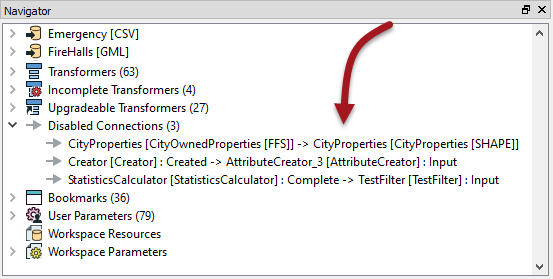 Navigator
Emergency [CSV]
FireHalls [GML]
Transformers (63)
Incomplete Transformers (4)
Upgradeable Transformers (27)
Disabled Connections (3)
CityProperties [CityOwnedProperties [FFS]] -> CityProperties [CityProperties [SHAPE]]
Creator [Creator] : Created -> AttributeCreator_3 [AttributeCreator] : Input
StatisticsCalculator [StatisticsCalculator] : Complete -> TestFilter [TestFilter] : Input
Bookmarks (36)
User Parameters (79)
Workspace Resources
Workspace Parameters